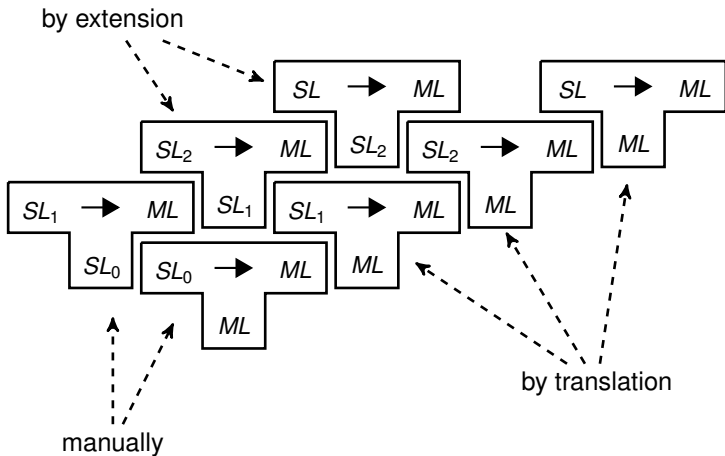 by extension
SL → ML SL → ML
SL₂ → ML SL₂ SL₂ → ML ML
SL₁ → ML SL₁ SL₁ → ML ML
SL₀ SL₀ → ML ML
ML
by translation
manually